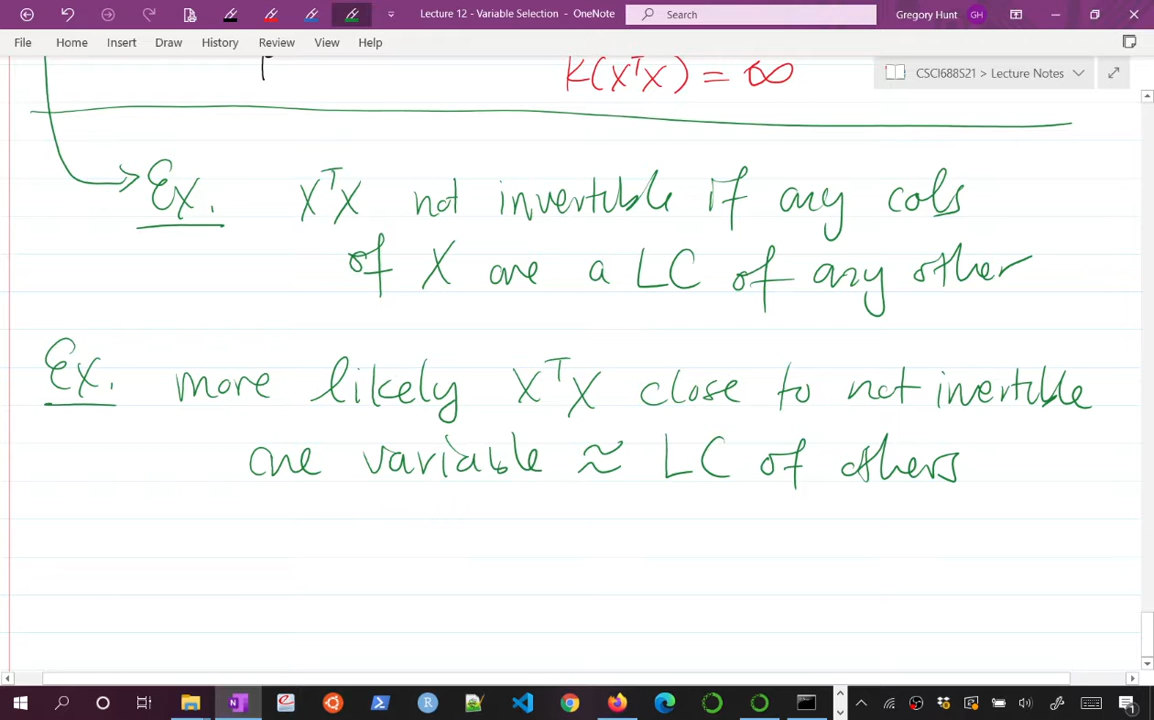 Lecture 12 - Variable Selection - OneNote
Search
Gregory Hunt
GH
File Home Insert Draw History Review View Help
CSCI688S21 > Lecture Notes
K(XᵀX) = ∞
Ex. XᵀX not invertible if any cols
of X are a LC of any other
Ex. more likely XᵀX close to not invertible
one variable ≈ LC of others